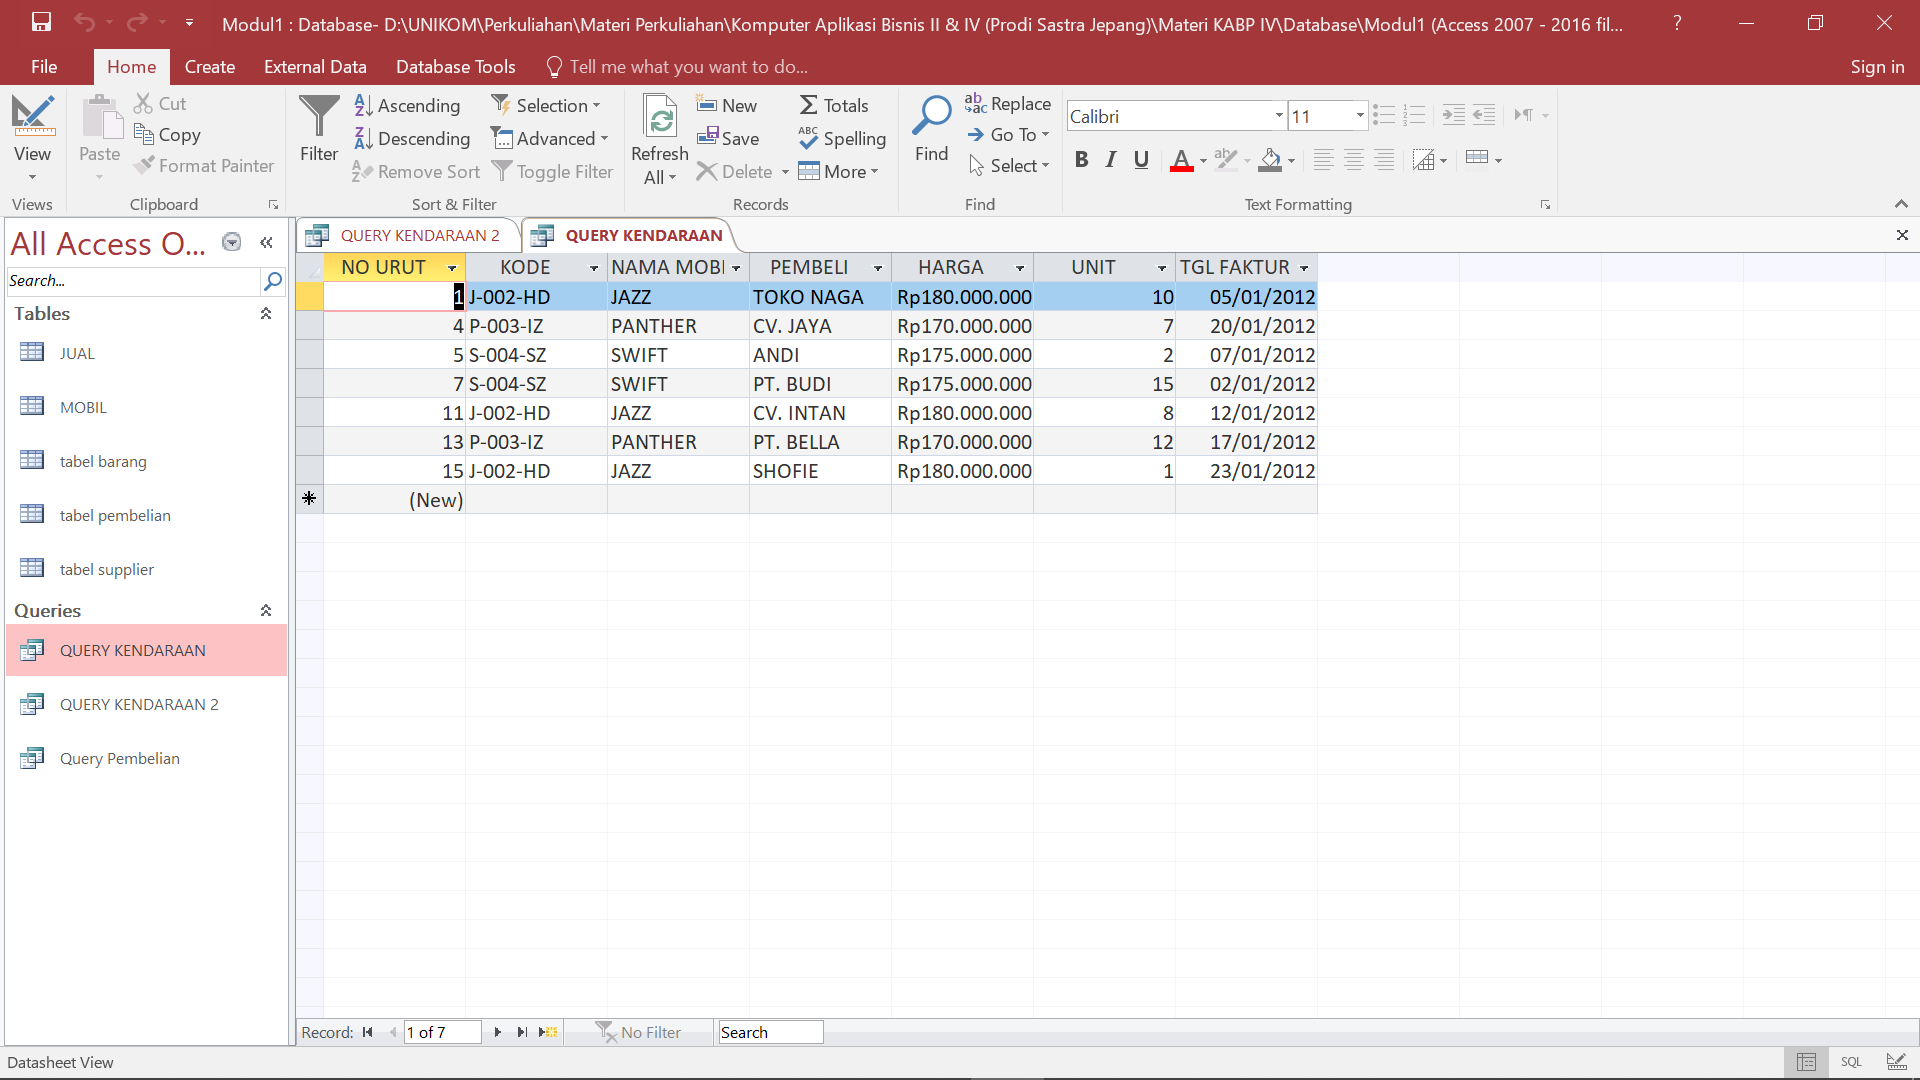 Modul1 : Database- D:\UNIKOM\Perkuliahan\Materi Perkuliahan\Komputer Aplikasi Bisnis II & IV (Prodi Sastra Jepang)\Materi KABP IV\Database\Modul1 (Access 2007 - 2016 fil...
?
File Home Create External Data Database Tools Tell me what you want to do... Sign in
View
Views
Paste
Cut
Copy
Format Painter
Clipboard
Filter
Ascending
Descending
Remove Sort
Selection
Advanced
Toggle Filter
Sort & Filter
Refresh
All
New
Save
Delete
Totals
Spelling
More
Records
Find
Replace
Go To
Select
Find
Calibri 11
B I U A
Text Formatting
All Access O...
Search...
Tables
JUAL
MOBIL
tabel barang
tabel pembelian
tabel supplier
Queries
QUERY KENDARAAN
QUERY KENDARAAN 2
Query Pembelian
QUERY KENDARAAN 2 QUERY KENDARAAN
NO URUT KODE NAMA MOBI PEMBELI HARGA UNIT TGL FAKTUR
1 J-002-HD JAZZ TOKO NAGA Rp180.000.000 10 05/01/2012
4 P-003-IZ PANTHER CV. JAYA Rp170.000.000 7 20/01/2012
5 S-004-SZ SWIFT ANDI Rp175.000.000 2 07/01/2012
7 S-004-SZ SWIFT PT. BUDI Rp175.000.000 15 02/01/2012
11 J-002-HD JAZZ CV. INTAN Rp180.000.000 8 12/01/2012
13 P-003-IZ PANTHER PT. BELLA Rp170.000.000 12 17/01/2012
15 J-002-HD JAZZ SHOFIE Rp180.000.000 1 23/01/2012
(New)
Record: 1 of 7 No Filter Search
Datasheet View SQL